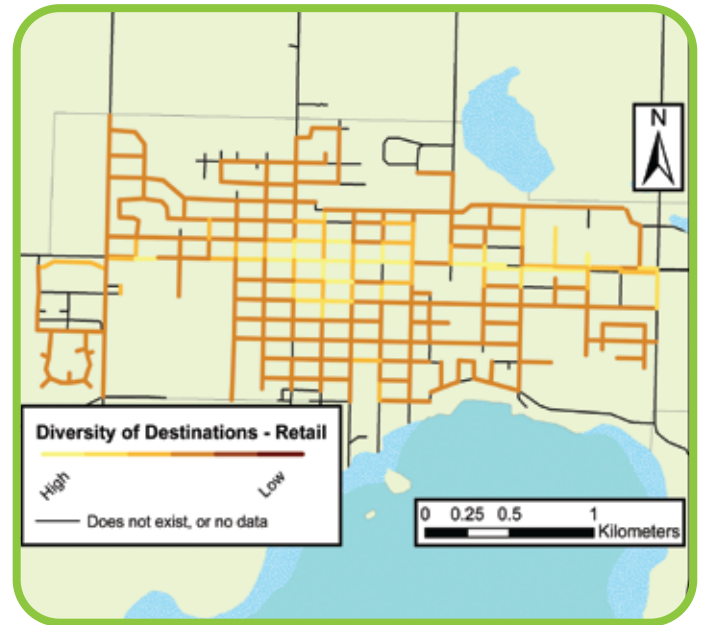 N
Diversity of Destinations - Retail
High
Low
Does not exist, or no data
0 0.25 0.5 1
Kilometers